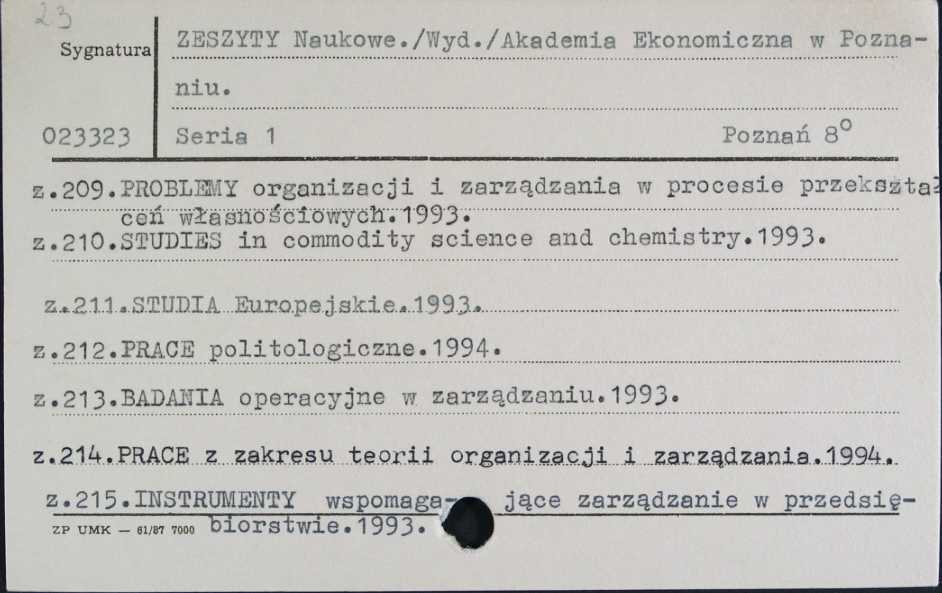 23
Sygnatura
ZESZYTY Naukowe./Wyd./Akademia Ekonomiczna w Pozna-
niu.
023323 Seria 1 Poznań 8°
z.209.PROBLEMY organizacji i zarządzania w procesie przekształ
ceń własnościowych.1993.
z.210.STUDIES in commodity science and chemistry.1993.
z.211.STUDIA Europejskie.1993.
z.212.PRACE politologiczne.1994.
z.213.BADANIA operacyjne w zarządzaniu.1993.
z.214.PRACE z zakresu teorii organizacji i zarządzania.1994.
z.215.INSTRUMENTY wspomaga- jące zarządzanie w przedsię-
ZP UMK — 61/87 7000 biorstwie.1993.